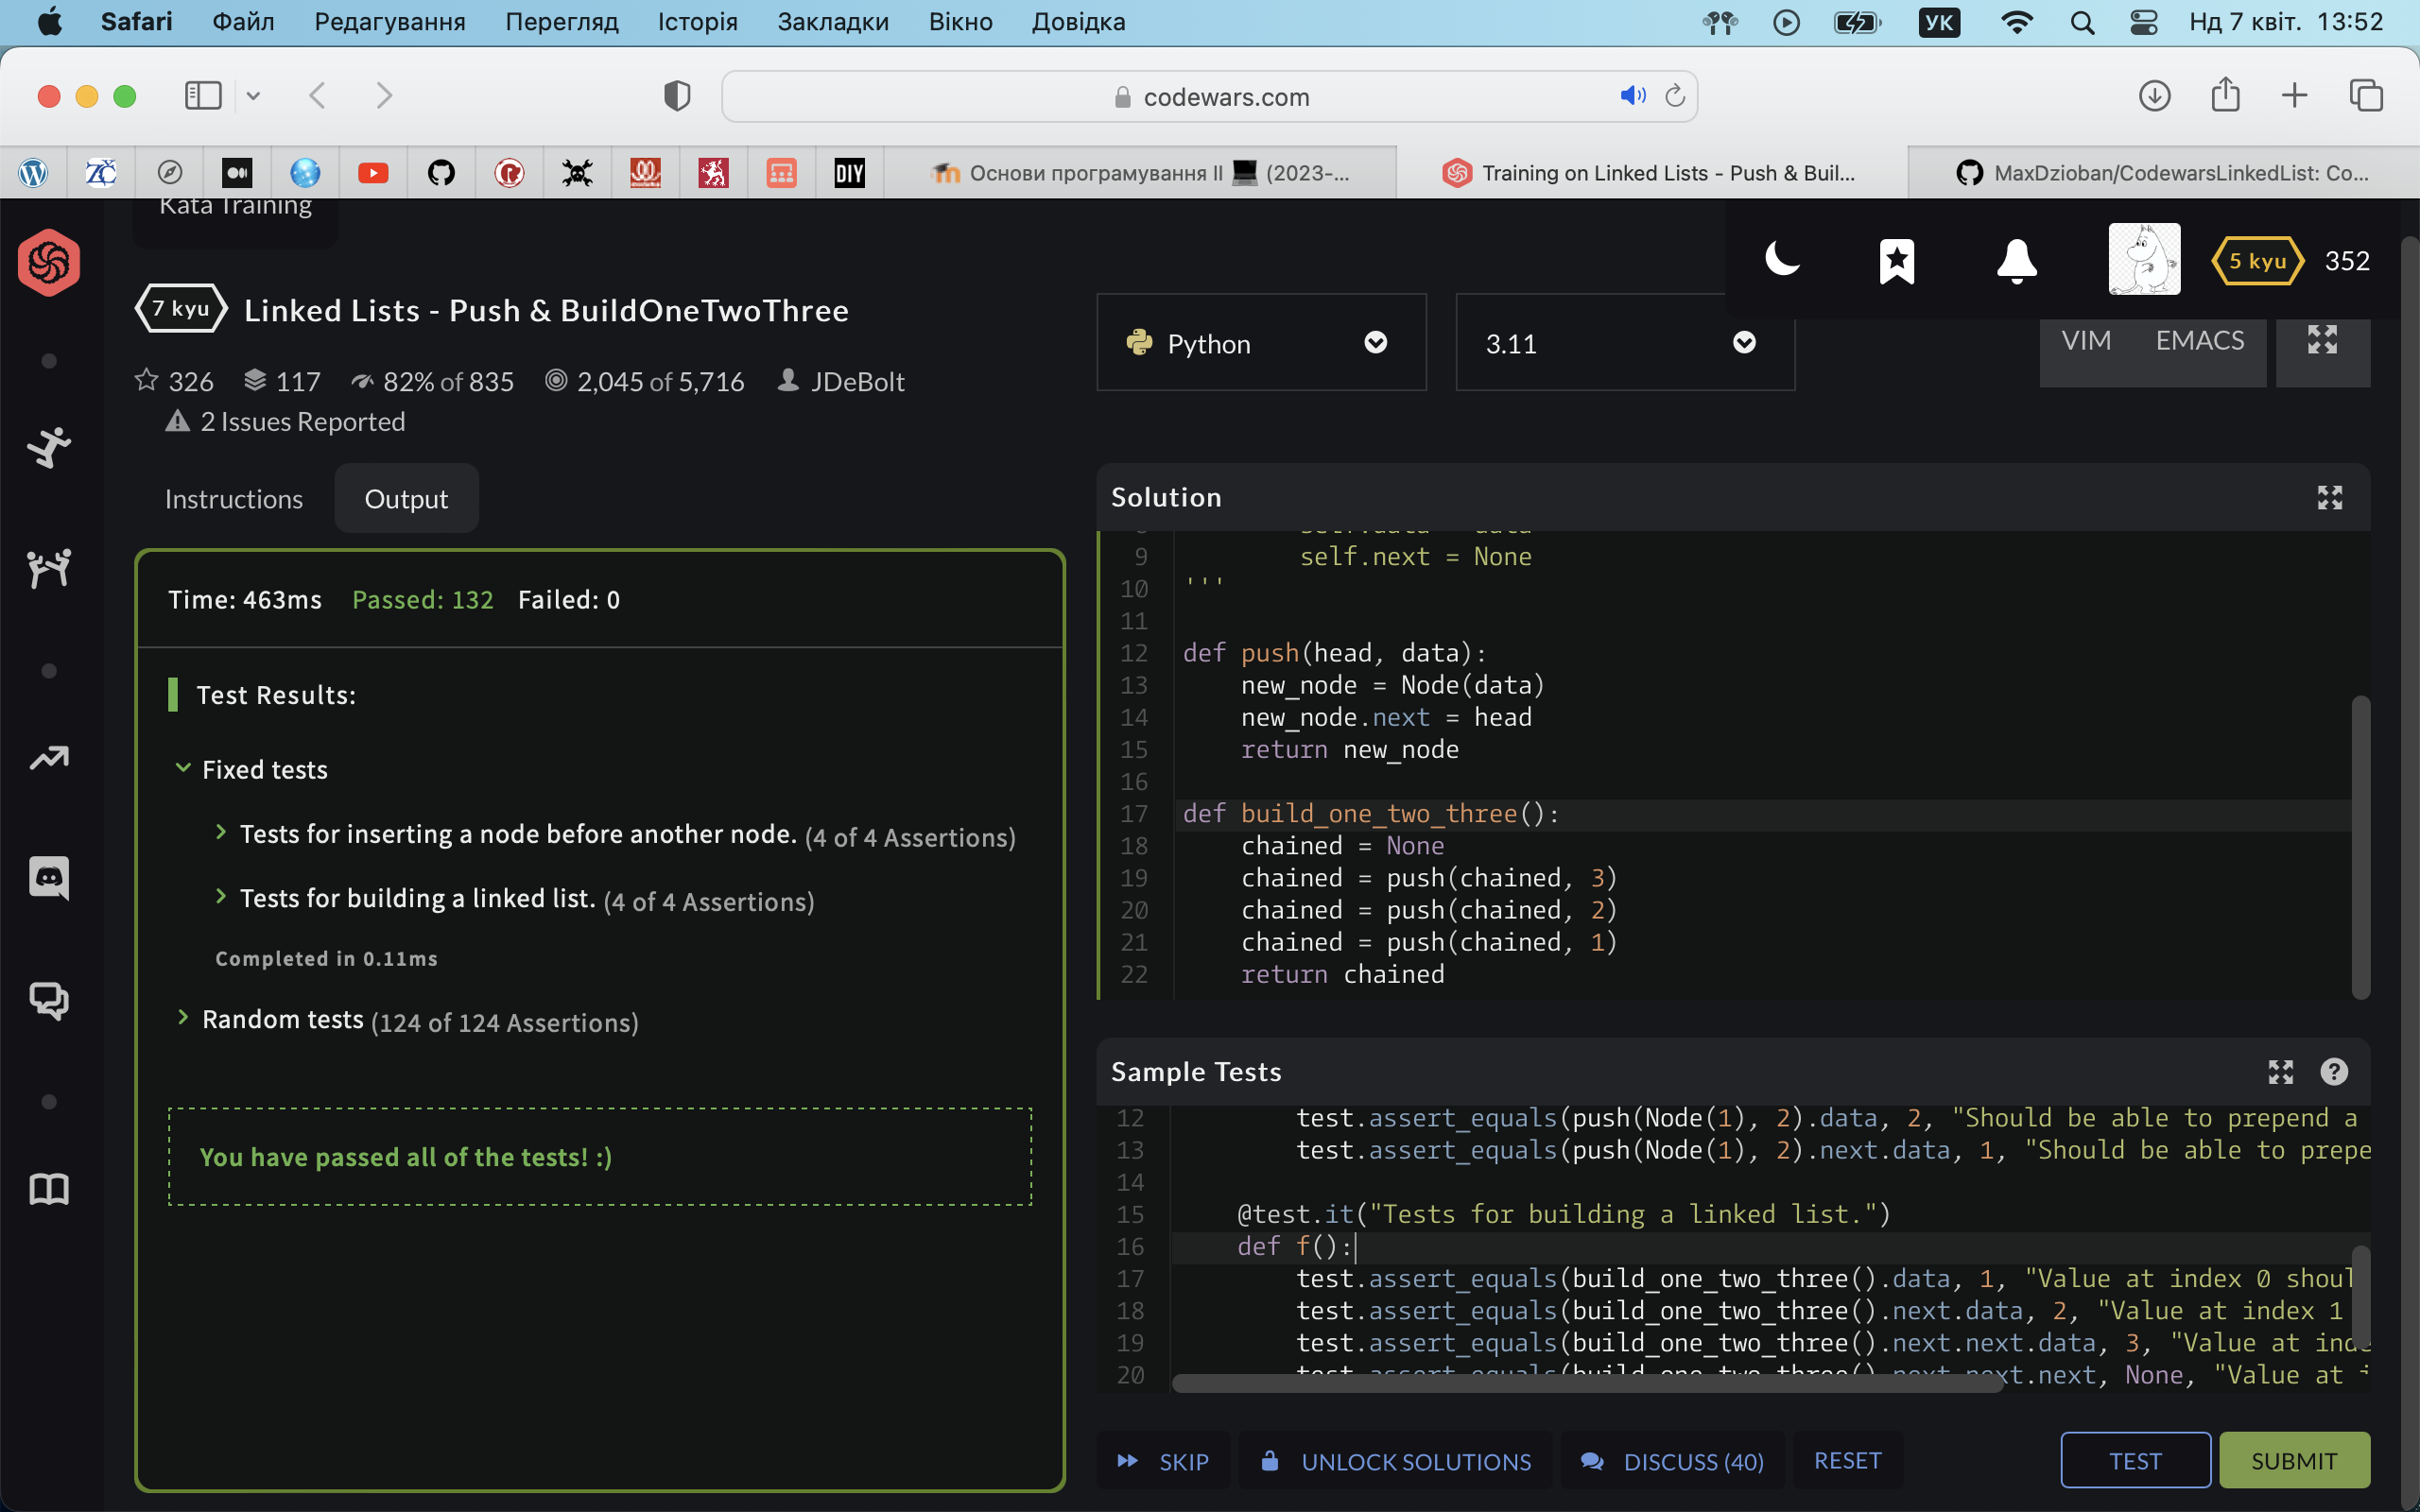 Safari Файл Редагування Перегляд Історія Закладки Вікно Довідка УК Нд 7 квіт. 13:52
codewars.com
DIY Основи програмування II 💻 (2023-... Training on Linked Lists - Push & Buil... MaxDzioban/CodewarsLinkedList: Co...
Kata Training
5 kyu 352
7 kyu Linked Lists - Push & BuildOneTwoThree
326 117 82% of 835 2,045 of 5,716 JDeBolt
2 Issues Reported
Python 3.11 VIM EMACS
Instructions Output
Time: 463ms Passed: 132 Failed: 0
Test Results:
Fixed tests
Tests for inserting a node before another node. (4 of 4 Assertions)
Tests for building a linked list. (4 of 4 Assertions)
Completed in 0.11ms
Random tests (124 of 124 Assertions)
You have passed all of the tests! :)
Solution
9 self.next = None
10 '''
11
12 def push(head, data):
13 new_node = Node(data)
14 new_node.next = head
15 return new_node
16
17 def build_one_two_three():
18 chained = None
19 chained = push(chained, 3)
20 chained = push(chained, 2)
21 chained = push(chained, 1)
22 return chained
Sample Tests
12 test.assert_equals(push(Node(1), 2).data, 2, "Should be able to prepend a
13 test.assert_equals(push(Node(1), 2).next.data, 1, "Should be able to prepe
14
15 @test.it("Tests for building a linked list.")
16 def f():
17 test.assert_equals(build_one_two_three().data, 1, "Value at index 0 shoul
18 test.assert_equals(build_one_two_three().next.data, 2, "Value at index 1
19 test.assert_equals(build_one_two_three().next.next.data, 3, "Value at inde
20 test.assert_equals(build_one_two_three().next.next.next, None, "Value at i
SKIP UNLOCK SOLUTIONS DISCUSS (40) RESET TEST SUBMIT